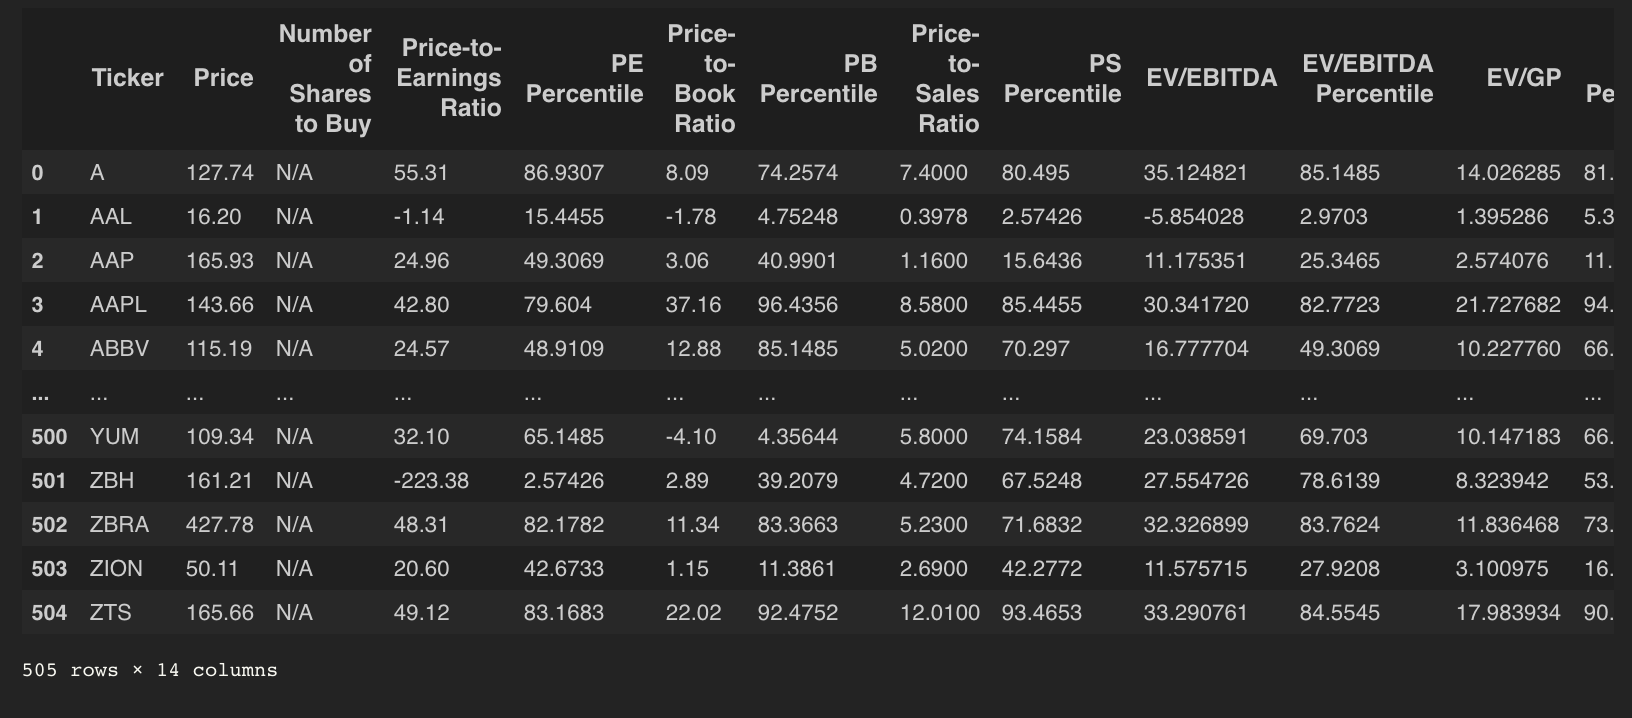 Ticker Price Number of Shares to Buy Price-to-Earnings Ratio PE Percentile Price-to-Book Ratio PB Percentile Price-to-Sales Ratio PS Percentile EV/EBITDA EV/EBITDA Percentile EV/GP Pe
0 A 127.74 N/A 55.31 86.9307 8.09 74.2574 7.4000 80.495 35.124821 85.1485 14.026285 81.
1 AAL 16.20 N/A -1.14 15.4455 -1.78 4.75248 0.3978 2.57426 -5.854028 2.9703 1.395286 5.3
2 AAP 165.93 N/A 24.96 49.3069 3.06 40.9901 1.1600 15.6436 11.175351 25.3465 2.574076 11.
3 AAPL 143.66 N/A 42.80 79.604 37.16 96.4356 8.5800 85.4455 30.341720 82.7723 21.727682 94.
4 ABBV 115.19 N/A 24.57 48.9109 12.88 85.1485 5.0200 70.297 16.777704 49.3069 10.227760 66.
... ... ... ... ... ... ... ... ... ... ... ... ... ...
500 YUM 109.34 N/A 32.10 65.1485 -4.10 4.35644 5.8000 74.1584 23.038591 69.703 10.147183 66.
501 ZBH 161.21 N/A -223.38 2.57426 2.89 39.2079 4.7200 67.5248 27.554726 78.6139 8.323942 53.
502 ZBRA 427.78 N/A 48.31 82.1782 11.34 83.3663 5.2300 71.6832 32.326899 83.7624 11.836468 73.
503 ZION 50.11 N/A 20.60 42.6733 1.15 11.3861 2.6900 42.2772 11.575715 27.9208 3.100975 16.
504 ZTS 165.66 N/A 49.12 83.1683 22.02 92.4752 12.0100 93.4653 33.290761 84.5545 17.983934 90.
505 rows × 14 columns